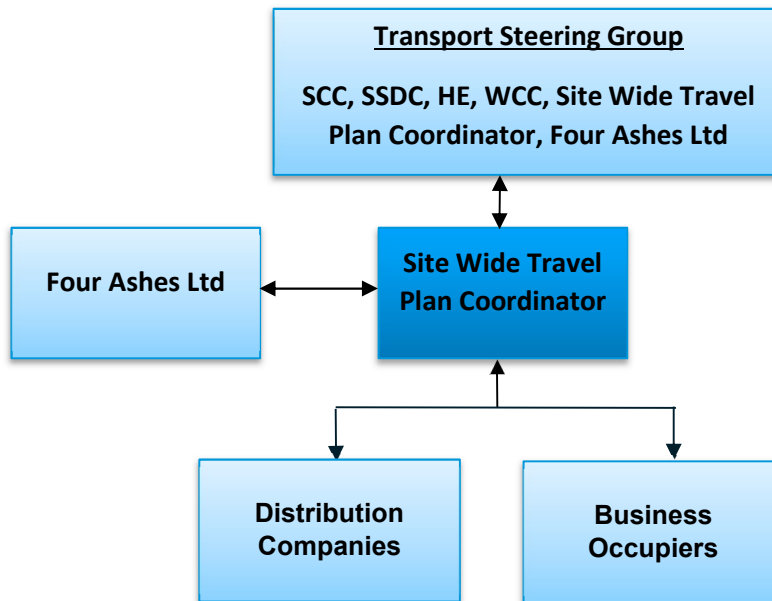 Transport Steering Group
SCC, SSDC, HE, WCC, Site Wide Travel
Plan Coordinator, Four Ashes Ltd
Four Ashes Ltd
Site Wide Travel
Plan Coordinator
Distribution
Companies
Business
Occupiers